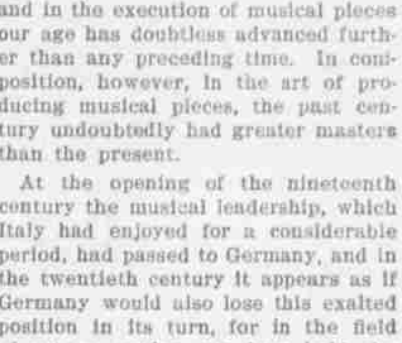 and in the execution of musical pieces
our age has doubtless advanced furth-
er than any preceding time. In com-
position, however, in the art of pro-
ducing musical pieces, the past cen-
tury undoubtedly had greater masters
than the present.
At the opening of the nineteenth
century the musical leadership, which
Italy had enjoyed for a considerable
period, had passed to Germany, and in
the twentieth century it appears as if
Germany would also lose this exalted
position in its turn, for in the field